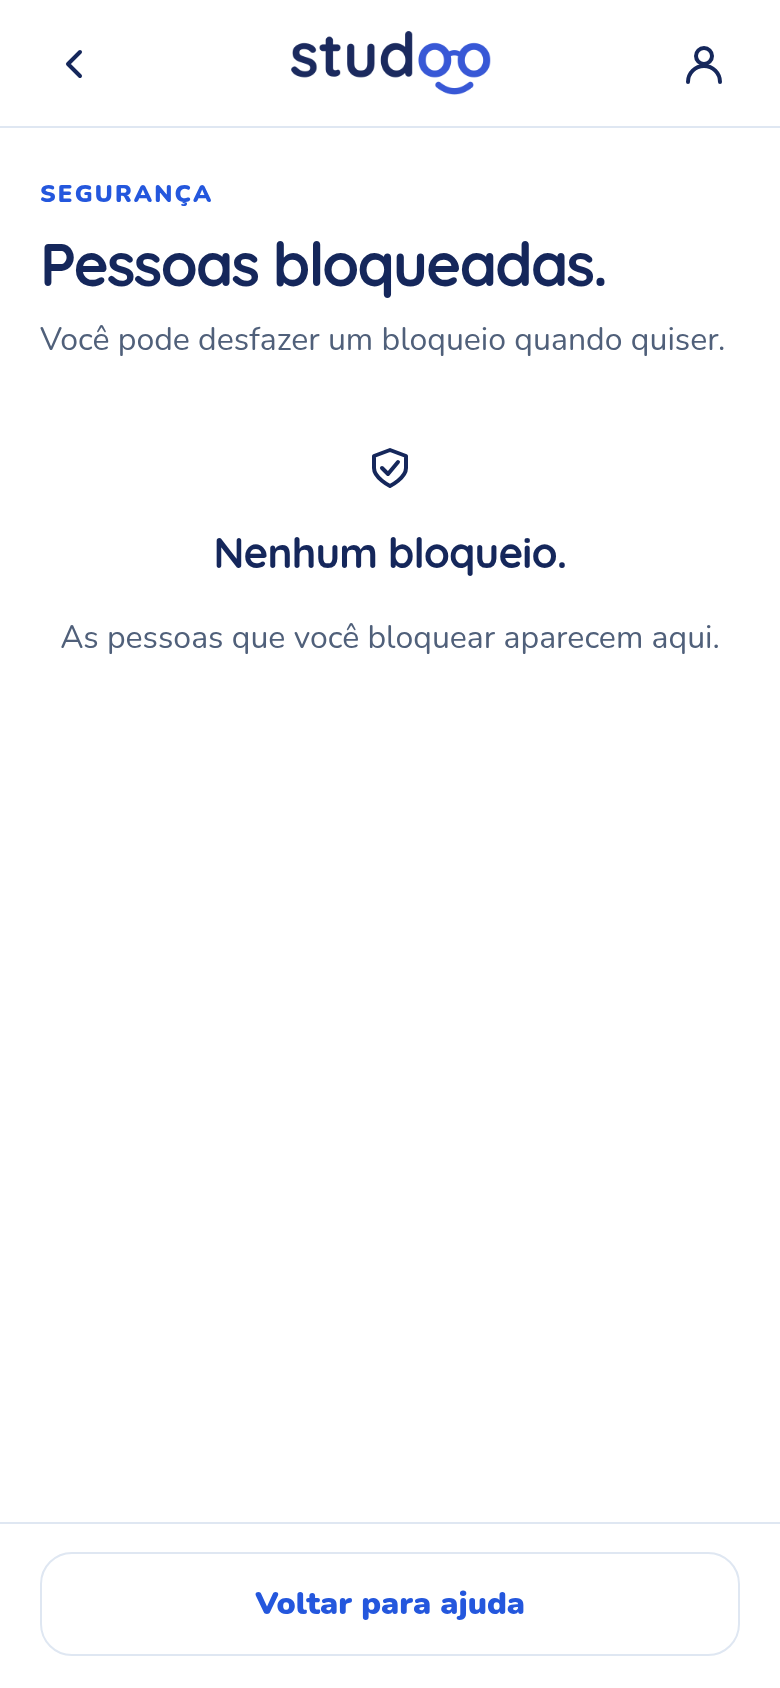 studoo
SEGURANÇA
Pessoas bloqueadas.
Você pode desfazer um bloqueio quando quiser.
Nenhum bloqueio.
As pessoas que você bloquear aparecem aqui.
Voltar para ajuda